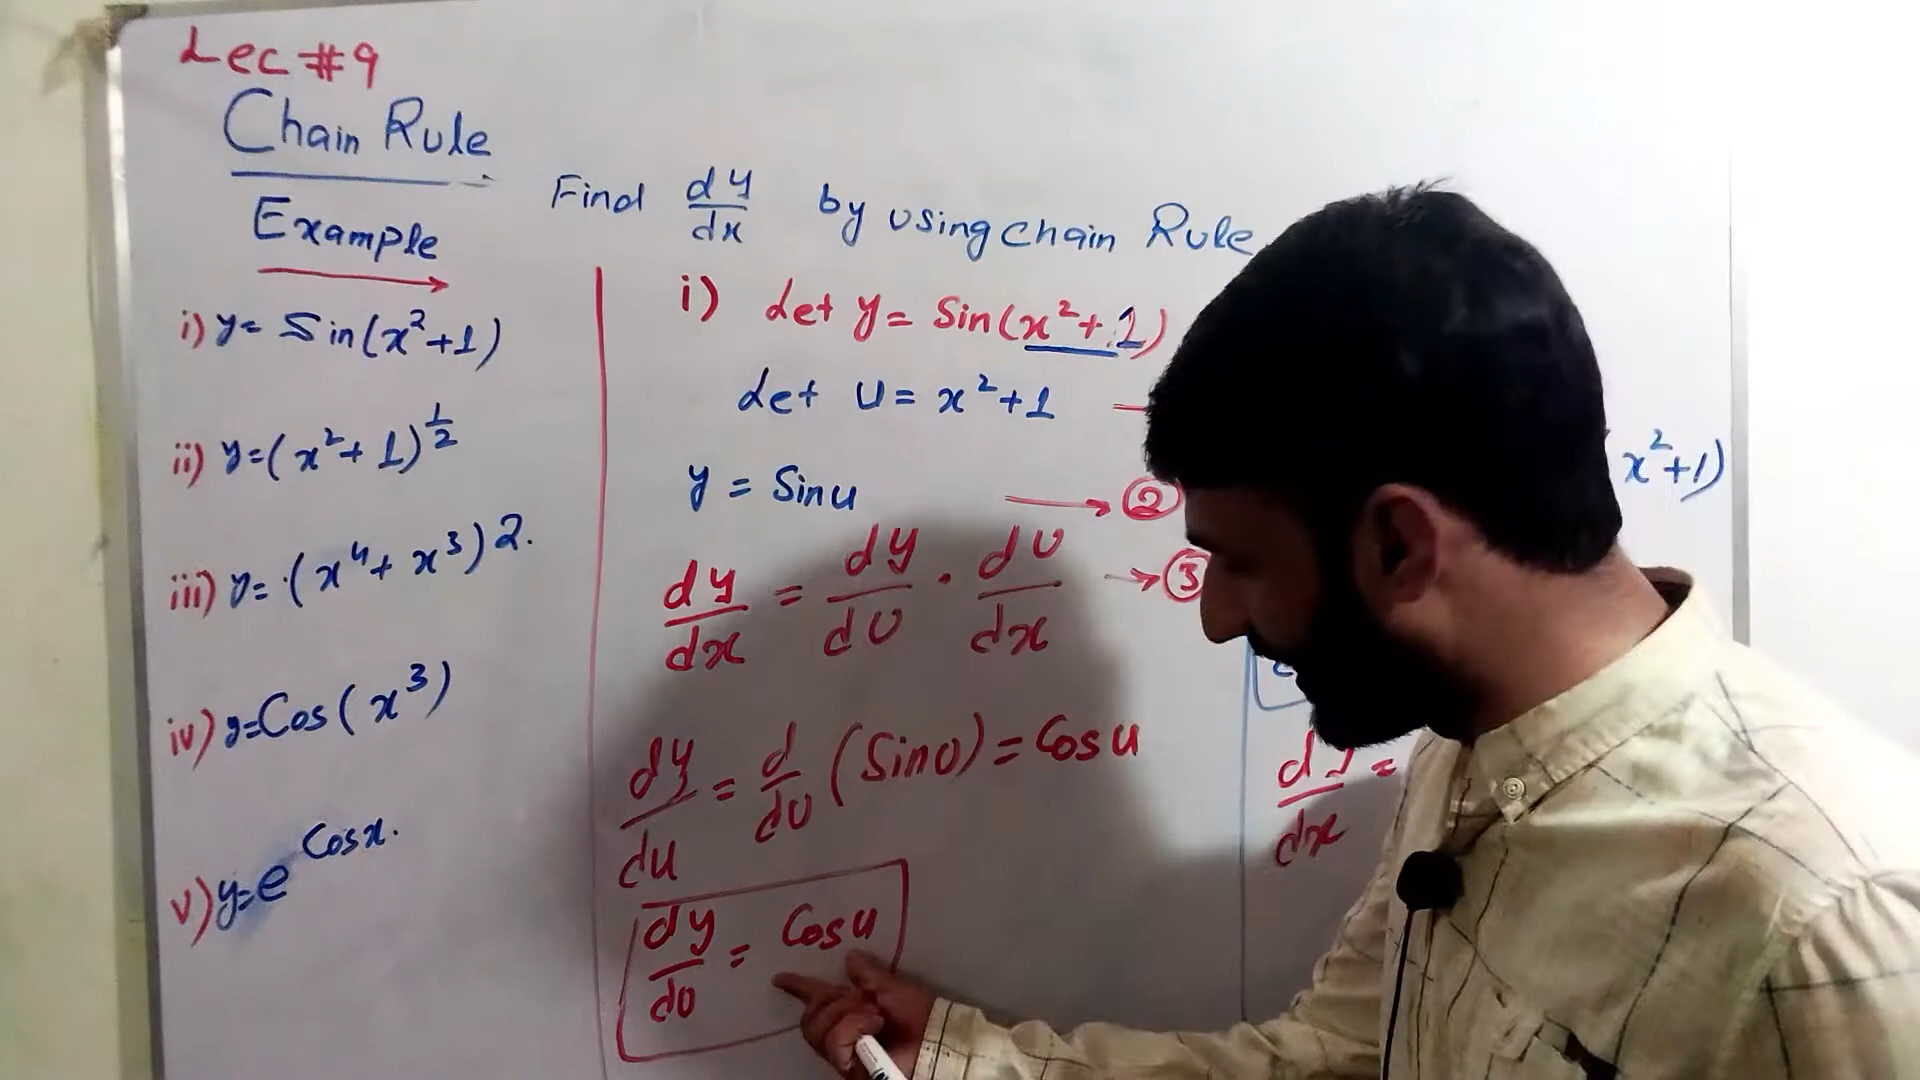 Lec #9
Chain Rule
Example
Find dy/dx by using chain Rule
i) y= Sin(x²+1)
ii) y=(x²+1)^1/2
iii) y=(x⁴+x³)2.
iv) y=Cos(x³)
v) y=e^Cosx.
i) Let y= Sin(x²+1)
Let u= x²+1
y = Sinu → ②
dy/dx = dy/du · du/dx → ③
dy/du = d/du (Sinu) = Cosu
dy/du = Cosu
x²+1)
dy/dx =